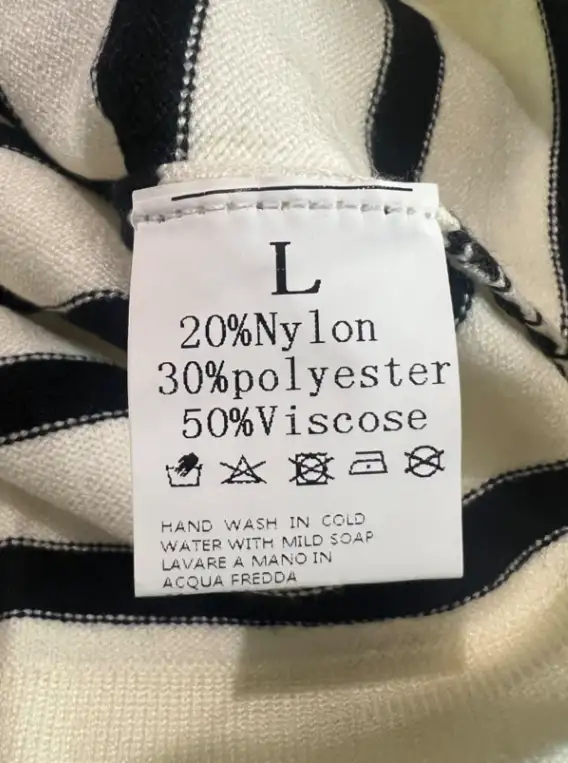 L
20%Nylon
30%polyester
50%Viscose
HAND WASH IN COLD
WATER WITH MILD SOAP
LAVARE A MANO IN
ACQUA FREDDA